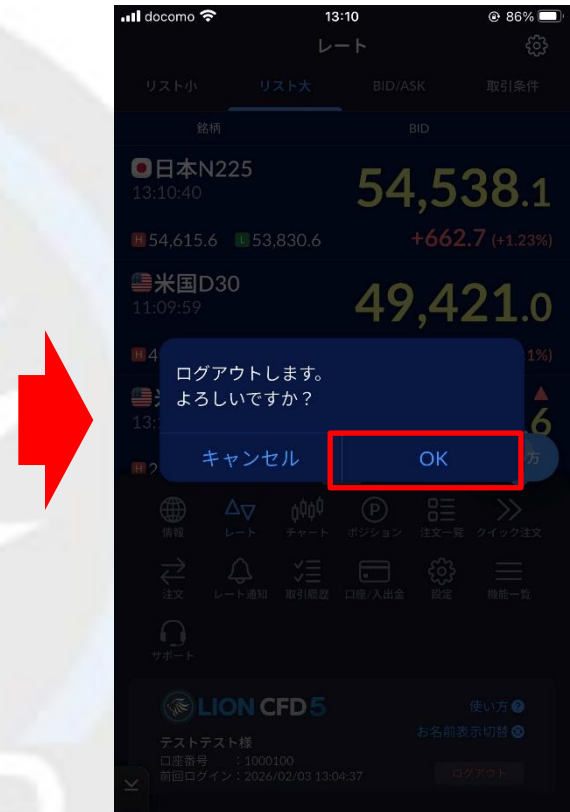 docomo 13:10 86%
レート
リスト小 リスト大 BID/ASK 取引条件
銘柄 BID
日本N225
13:10:40
54,538.1
H 54,615.6 L 53,830.6 +662.7 (+1.23%)
米国D30
11:09:59
49,421.0
H 4 1%)
ログアウトします。
よろしいですか？
13: .6
キャンセル OK
方
H 2
情報 レート チャート ポジション 注文一覧 クイック注文
注文 レート通知 取引履歴 口座/入出金 設定 機能一覧
サポート
LION CFD 5 使い方
お名前表示切替
テストテスト様
口座番号 : 1000100
前回ログイン : 2026/02/03 13:04:37 ログアウト